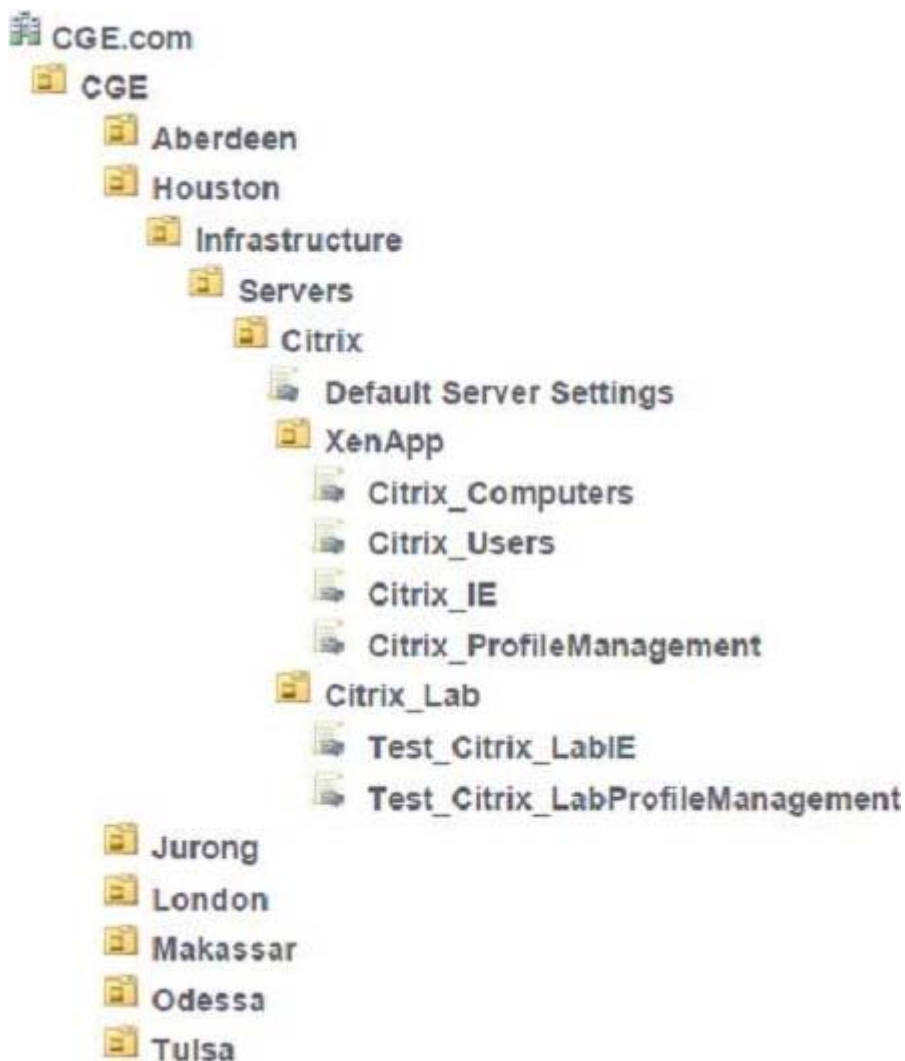 CGE.com
CGE
Aberdeen
Houston
Infrastructure
Servers
Citrix
Default Server Settings
XenApp
Citrix_Computers
Citrix_Users
Citrix_IE
Citrix_ProfileManagement
Citrix_Lab
Test_Citrix_LabIE
Test_Citrix_LabProfileManagement
Jurong
London
Makassar
Odessa
Tulsa